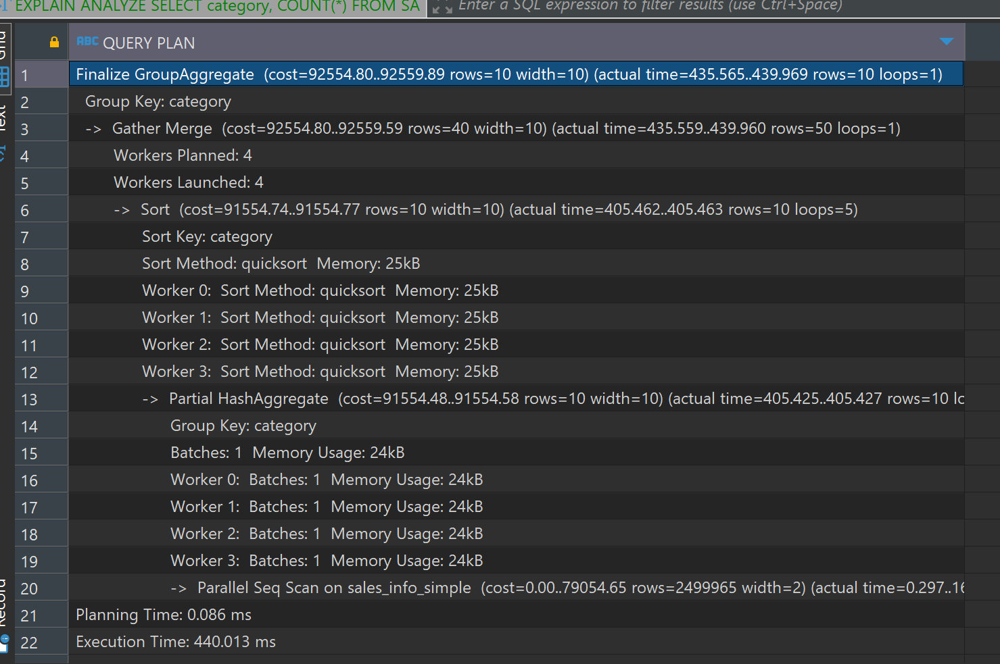 EXPLAIN ANALYZE SELECT category, COUNT(*) FROM SA
Enter a SQL expression to filter results (use Ctrl+Space)
Grid
Text
Record
ABC QUERY PLAN
1 Finalize GroupAggregate (cost=92554.80..92559.89 rows=10 width=10) (actual time=435.565..439.969 rows=10 loops=1)
2 Group Key: category
3 -> Gather Merge (cost=92554.80..92559.59 rows=40 width=10) (actual time=435.559..439.960 rows=50 loops=1)
4 Workers Planned: 4
5 Workers Launched: 4
6 -> Sort (cost=91554.74..91554.77 rows=10 width=10) (actual time=405.462..405.463 rows=10 loops=5)
7 Sort Key: category
8 Sort Method: quicksort Memory: 25kB
9 Worker 0: Sort Method: quicksort Memory: 25kB
10 Worker 1: Sort Method: quicksort Memory: 25kB
11 Worker 2: Sort Method: quicksort Memory: 25kB
12 Worker 3: Sort Method: quicksort Memory: 25kB
13 -> Partial HashAggregate (cost=91554.48..91554.58 rows=10 width=10) (actual time=405.425..405.427 rows=10 lo
14 Group Key: category
15 Batches: 1 Memory Usage: 24kB
16 Worker 0: Batches: 1 Memory Usage: 24kB
17 Worker 1: Batches: 1 Memory Usage: 24kB
18 Worker 2: Batches: 1 Memory Usage: 24kB
19 Worker 3: Batches: 1 Memory Usage: 24kB
20 -> Parallel Seq Scan on sales_info_simple (cost=0.00..79054.65 rows=2499965 width=2) (actual time=0.297..16
21 Planning Time: 0.086 ms
22 Execution Time: 440.013 ms